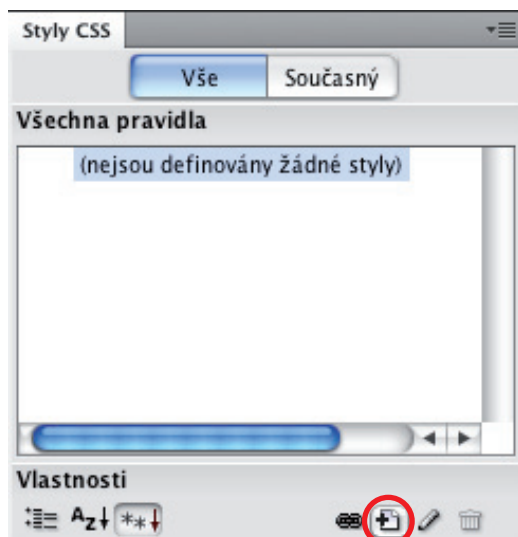 Styly CSS
Vše Současný
Všechna pravidla
(nejsou definovány žádné styly)
Vlastnosti